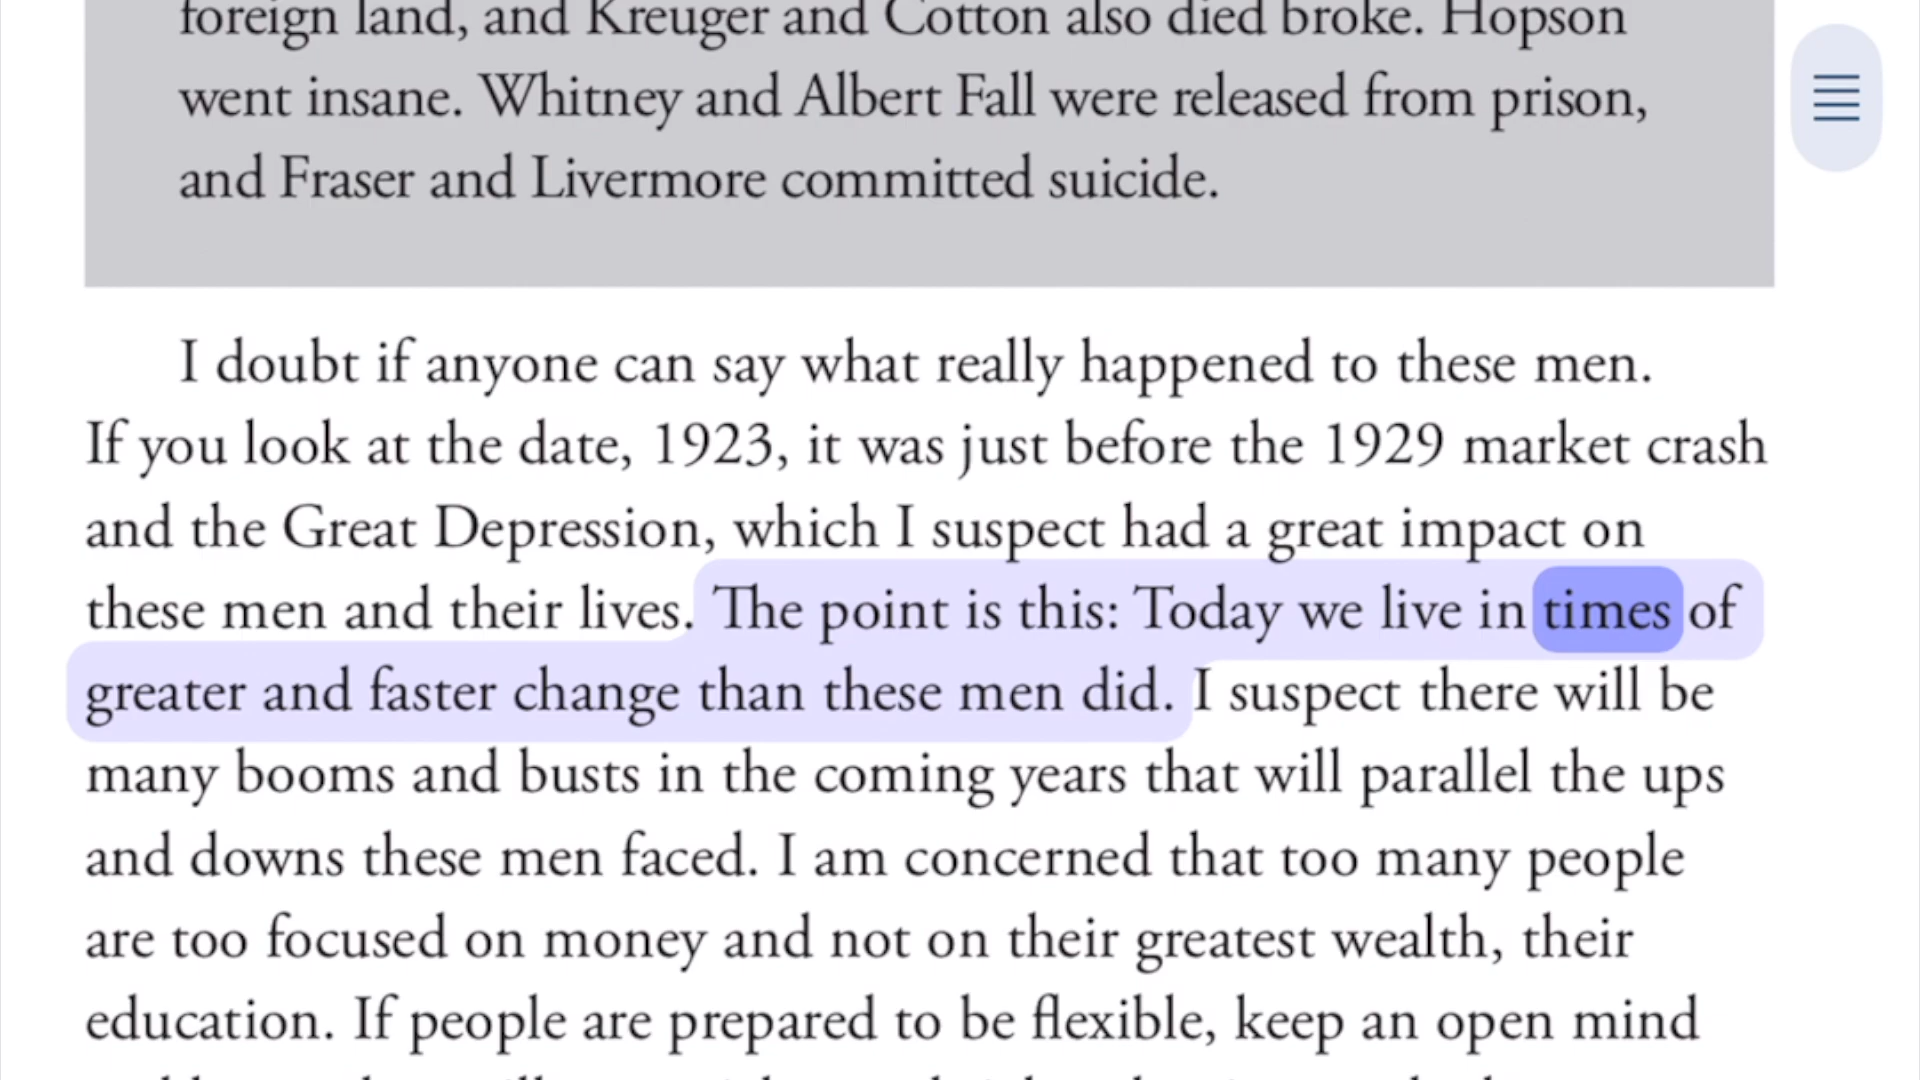 foreign land, and Kreuger and Cotton also died broke. Hopson
went insane. Whitney and Albert Fall were released from prison,
and Fraser and Livermore committed suicide.
I doubt if anyone can say what really happened to these men.
If you look at the date, 1923, it was just before the 1929 market crash
and the Great Depression, which I suspect had a great impact on
these men and their lives. The point is this: Today we live in times of
greater and faster change than these men did. I suspect there will be
many booms and busts in the coming years that will parallel the ups
and downs these men faced. I am concerned that too many people
are too focused on money and not on their greatest wealth, their
education. If people are prepared to be flexible, keep an open mind